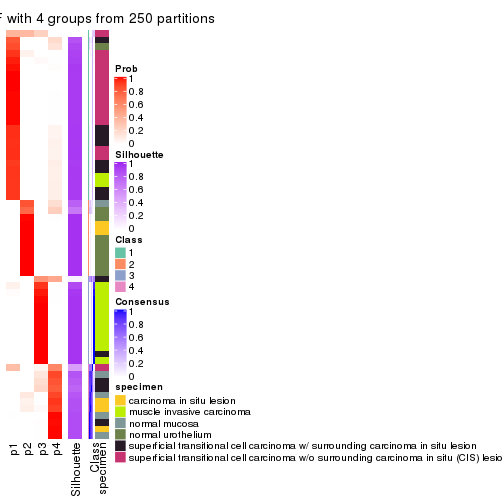 F with 4 groups from 250 partitions
Prob
1
0.8
0.6
0.4
0.2
0
Silhouette
1
0.8
0.6
0.4
0.2
0
Class
1
2
3
4
Consensus
1
0.8
0.6
0.4
0.2
0
specimen
carcinoma in situ lesion
muscle invasive carcinoma
normal mucosa
normal urothelium
superficial transitional cell carcinoma w/ surrounding carcinoma in situ lesion
superficial transitional cell carcinoma w/o surrounding carcinoma in situ (CIS) lesio
p1
p2
p3
p4
Silhouette
Class
specimen